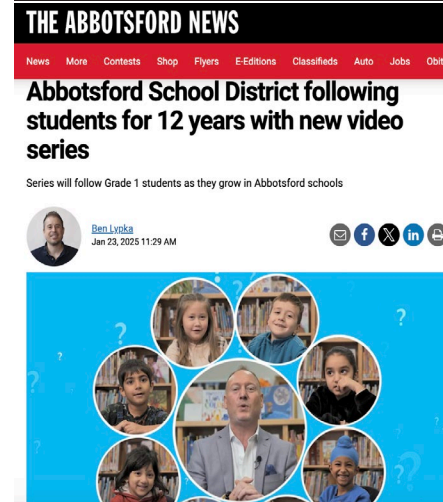 THE ABBOTSFORD NEWS
News More Contests Shop Flyers E-Editions Classifieds Auto Jobs Obit
Abbotsford School District following
students for 12 years with new video
series
Series will follow Grade 1 students as they grow in Abbotsford schools
Ben Lypka
Jan 23, 2025 11:29 AM